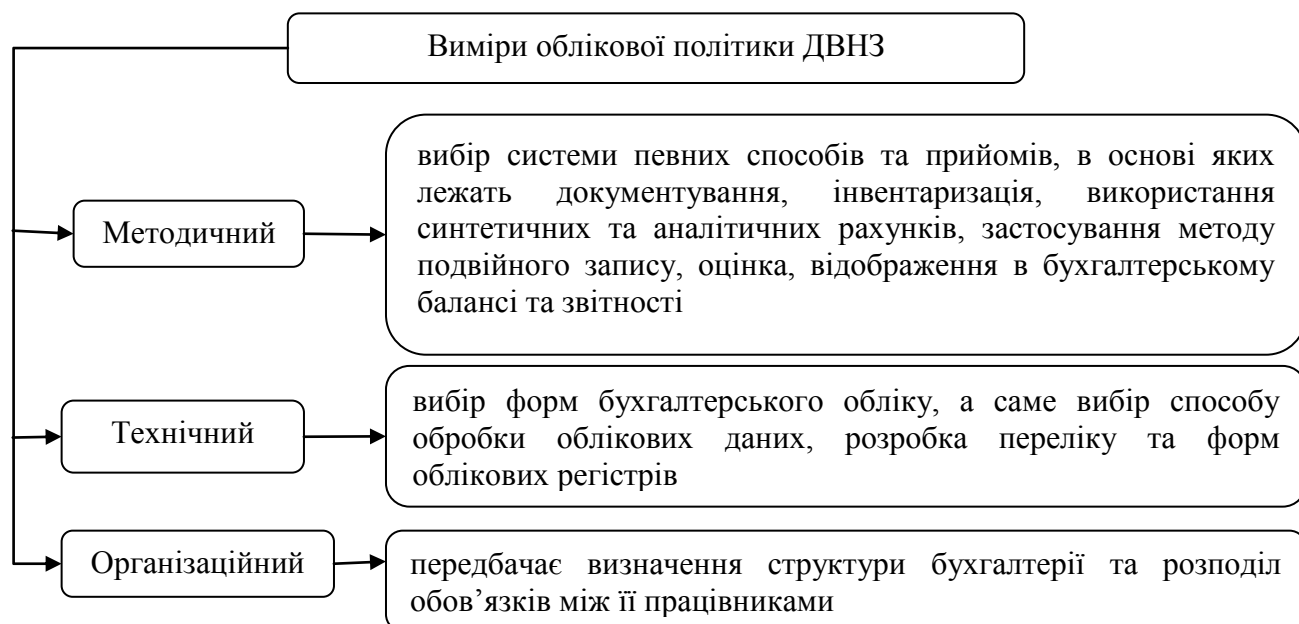 Виміри облікової політики ДВНЗ
Методичний
вибір системи певних способів та прийомів, в основі яких
лежать документування, інвентаризація, використання
синтетичних та аналітичних рахунків, застосування методу
подвійного запису, оцінка, відображення в бухгалтерському
балансі та звітності
Технічний
вибір форм бухгалтерського обліку, а саме вибір способу
обробки облікових даних, розробка переліку та форм
облікових регістрів
Організаційний
передбачає визначення структури бухгалтерії та розподіл
обов’язків між її працівниками